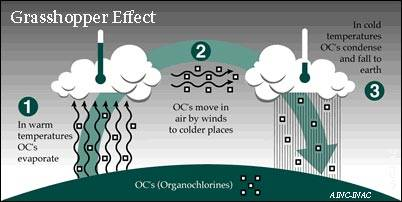 Grasshopper Effect
1
In warm
temperatures
OC's
evaporate
2
OC's move in
air by winds
to colder places
In cold
temperatures
OC's condense
and fall to
earth
3
OC's (Organochlorines)
AINC-INAC